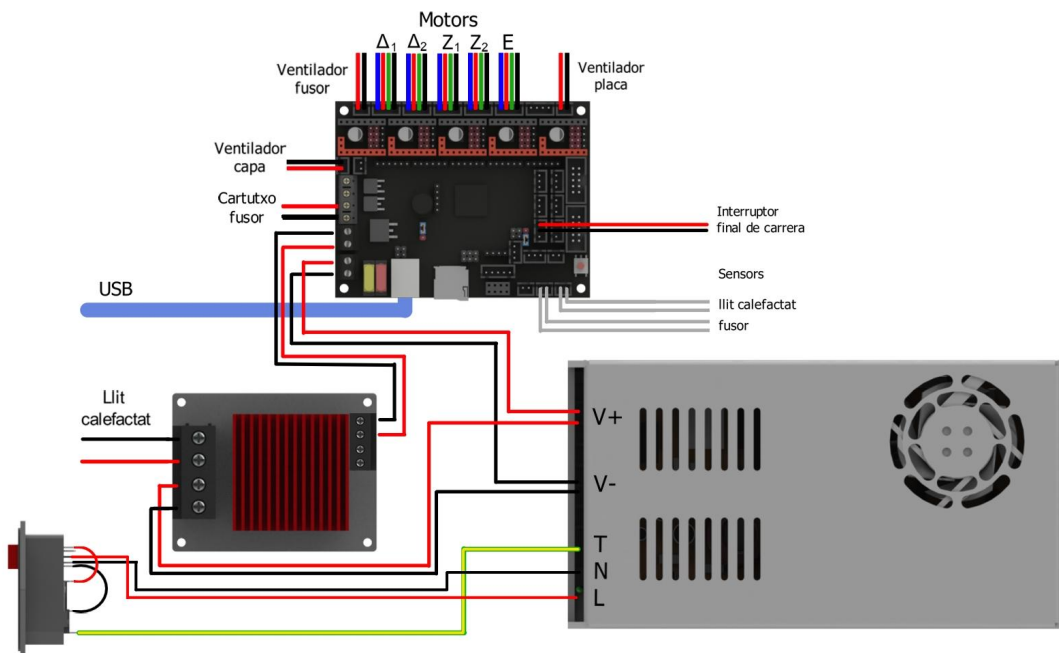 Motors
Δ₁ Δ₂ Z₁ Z₂ E
Ventilador
fusor
Ventilador
placa
Ventilador
capa
Cartutxo
fusor
Interruptor
final de carrera
Sensors
llit calefactat
fusor
USB
Llit
calefactat
V+
V-
T
N
L